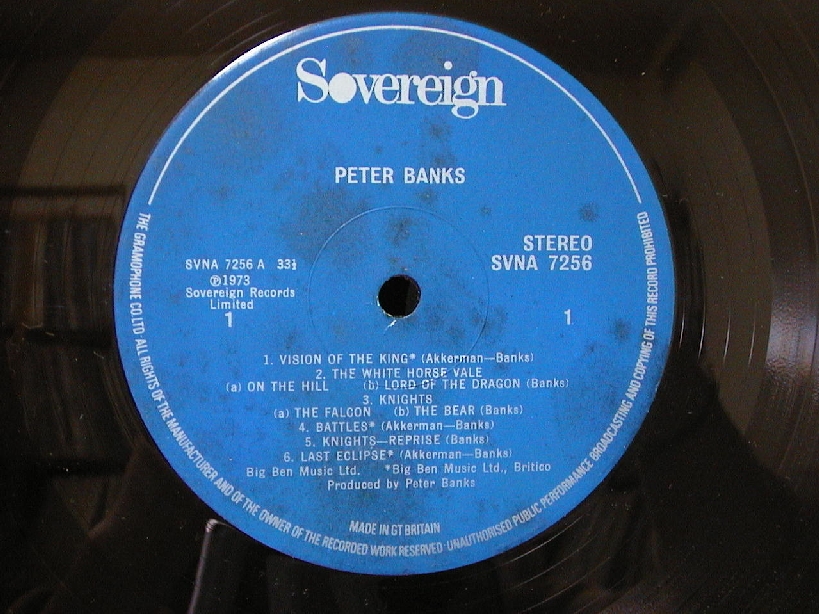 Sovereign
PETER BANKS
STEREO
SVNA 7256
SVNA 7256 A 33⅓
℗1973
Sovereign Records
Limited
1
1
1. VISION OF THE KING* (Akkerman—Banks)
2. THE WHITE HORSE VALE
(a) ON THE HILL (b) LORD OF THE DRAGON (Banks)
3. KNIGHTS
(a) THE FALCON (b) THE BEAR (Banks)
4. BATTLES* (Akkerman—Banks)
5. KNIGHTS—REPRISE (Banks)
6. LAST ECLIPSE* (Akkerman—Banks)
Big Ben Music Ltd. *Big Ben Music Ltd., Britico
Produced by Peter Banks
MADE IN GT BRITAIN
THE GRAMOPHONE CO. LTD. ALL RIGHTS OF THE MANUFACTURER AND OF THE OWNER OF THE RECORDED WORK RESERVED · UNAUTHORISED PUBLIC PERFORMANCE BROADCASTING AND COPYING OF THIS RECORD PROHIBITED